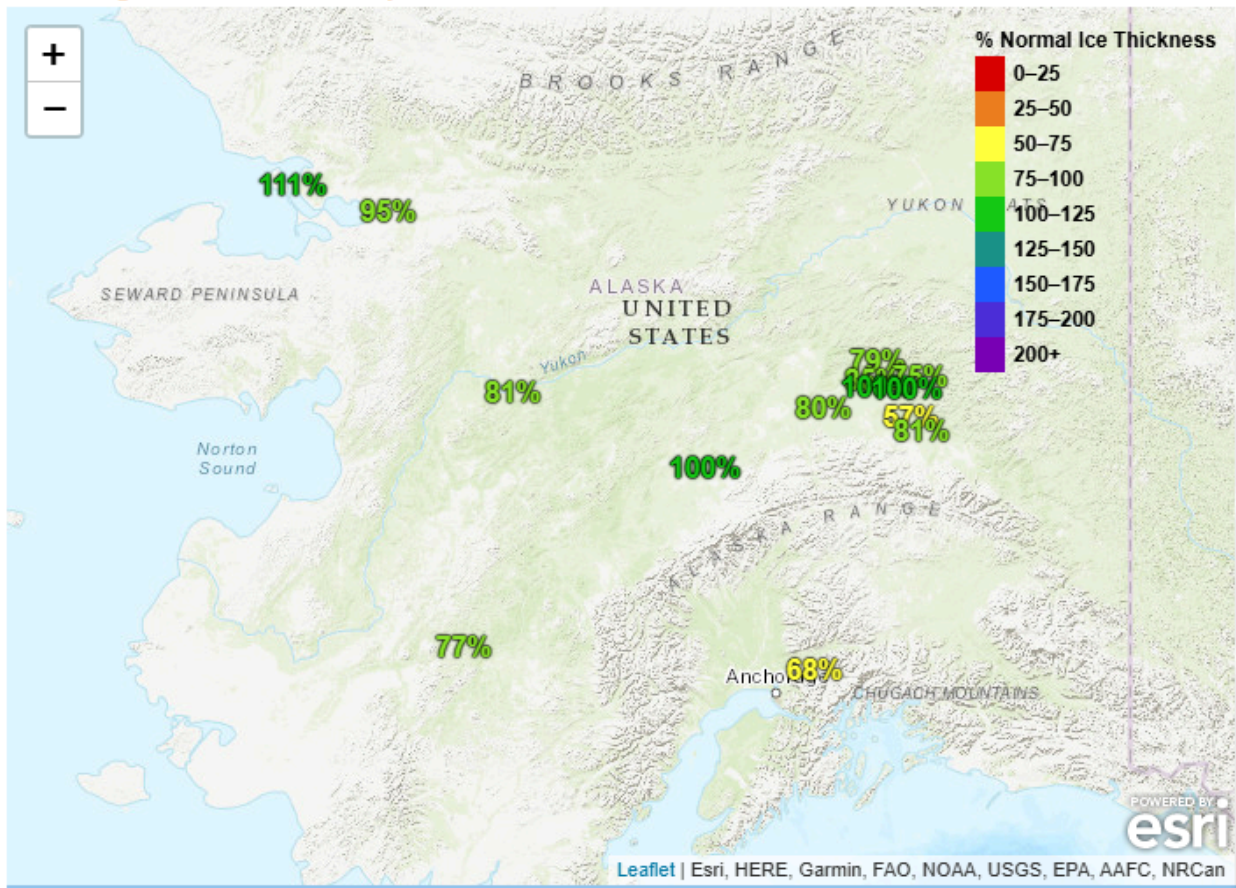 +
−
% Normal Ice Thickness
0–25
25–50
50–75
75–100
100–125
125–150
150–175
175–200
200+
BROOKS RANGE
111%
95%
YUKON
SEWARD PENINSULA
ALASKA
UNITED
STATES
Yukon
79%
75%
100%
81%
80%
57%
81%
Norton
Sound
100%
ALASKA RANGE
77%
68%
CHUGACH MOUNTAINS
POWERED BY
esri
Leaflet | Esri, HERE, Garmin, FAO, NOAA, USGS, EPA, AAFC, NRCan